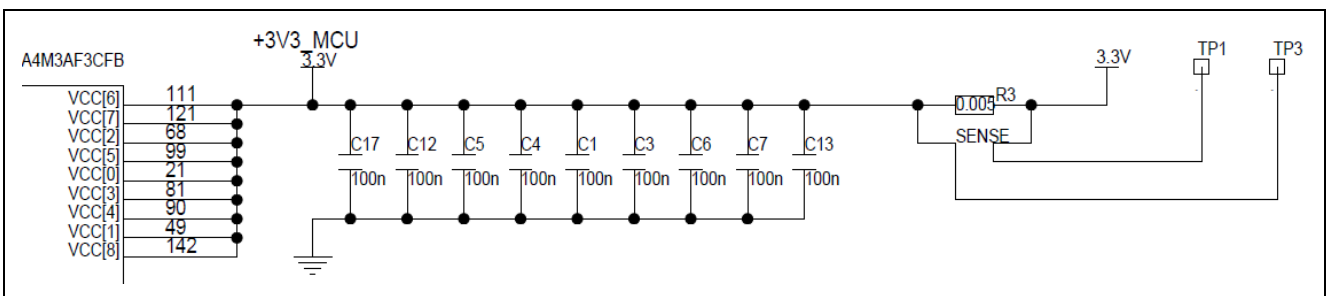 +3V3_MCU
3.3V
A4M3AF3CFB
VCC[6] 111
VCC[7] 121
VCC[2] 68
VCC[5] 99
VCC[0] 21
VCC[3] 81
VCC[4] 90
VCC[1] 49
VCC[8] 142
C17 C12 C5 C4 C1 C3 C6 C7 C13
100n 100n 100n 100n 100n 100n 100n 100n 100n
0.005 R3
SENSE
3.3V
TP1 TP3